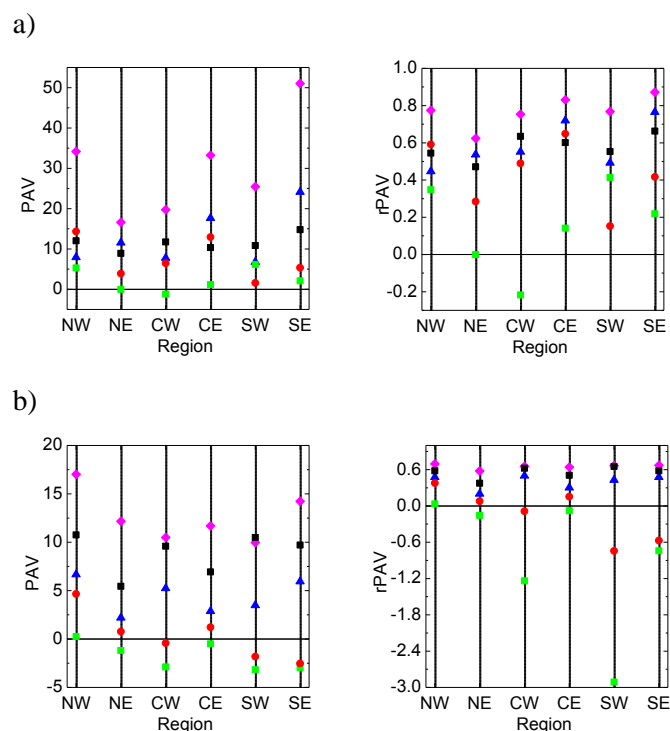 a)
50
40
30
20
10
0
PAV
NW NE CW CE SW SE
Region
1.0
0.8
0.6
0.4
0.2
0.0
-0.2
rPAV
NW NE CW CE SW SE
Region
b)
20
15
10
5
0
-5
PAV
NW NE CW CE SW SE
Region
0.6
0.0
-0.6
-1.2
-1.8
-2.4
-3.0
rPAV
NW NE CW CE SW SE
Region